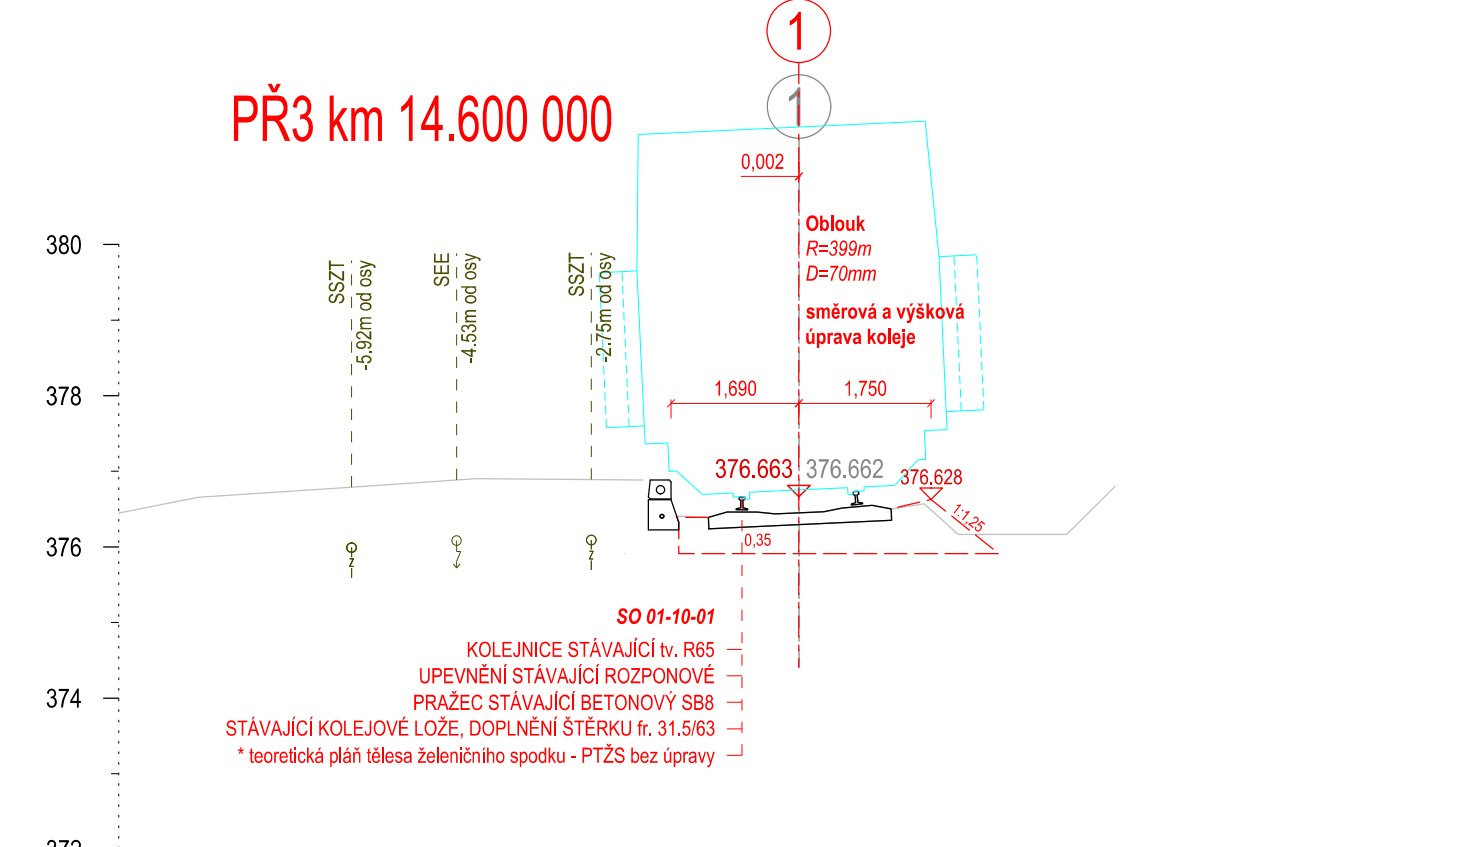 1
1
PŘ3 km 14.600 000
0,002
Oblouk
R=399m
D=70mm
směrová a výšková
úprava koleje
380
SSZT
-5.92m od osy
SEE
-4.53m od osy
SSZT
-2.75m od osy
378
1,690
1,750
376.663
376.662
376.628
1:1,25
376
0,35
z
z
SO 01-10-01
KOLEJNICE STÁVAJÍCÍ tv. R65
UPEVNĚNÍ STÁVAJÍCÍ ROZPONOVÉ
PRAŽEC STÁVAJÍCÍ BETONOVÝ SB8
374
STÁVAJÍCÍ KOLEJOVÉ LOŽE, DOPLNĚNÍ ŠTĚRKU fr. 31.5/63
* teoretická pláň tělesa želeničního spodku - PTŽS bez úpravy
372